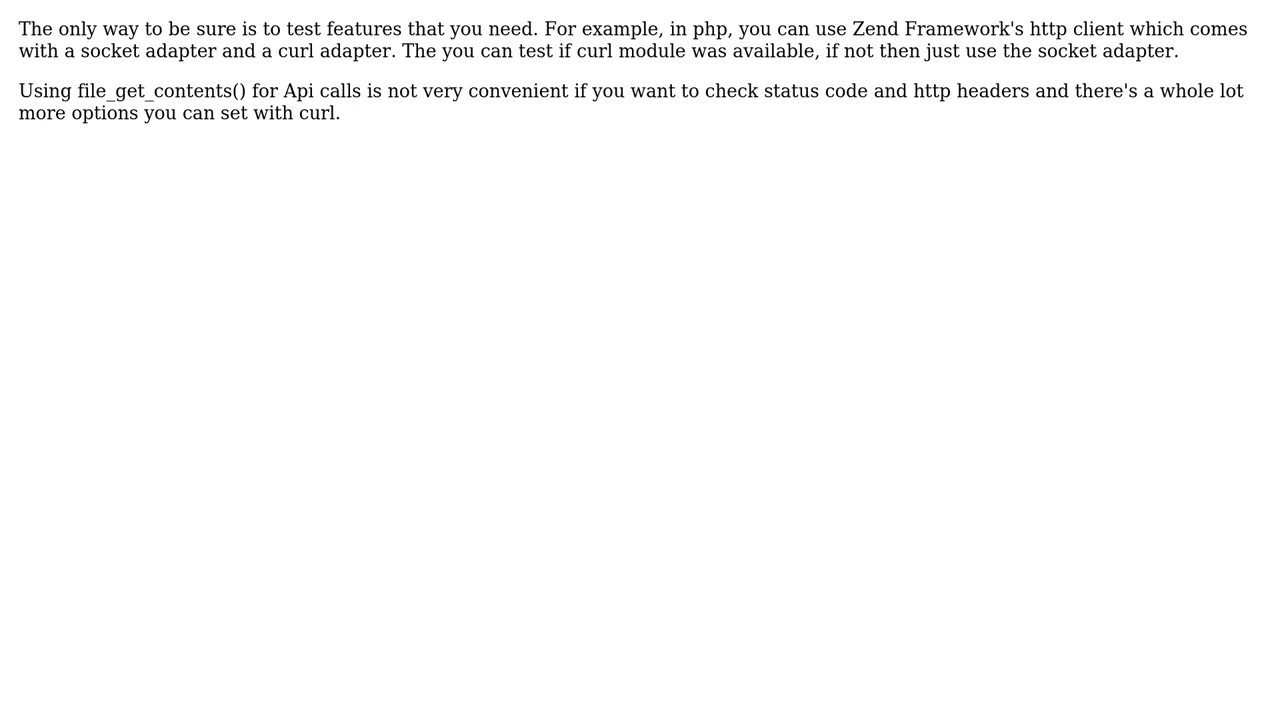 The only way to be sure is to test features that you need. For example, in php, you can use Zend Framework's http client which comes
with a socket adapter and a curl adapter. The you can test if curl module was available, if not then just use the socket adapter.
Using file_get_contents() for Api calls is not very convenient if you want to check status code and http headers and there's a whole lot
more options you can set with curl.